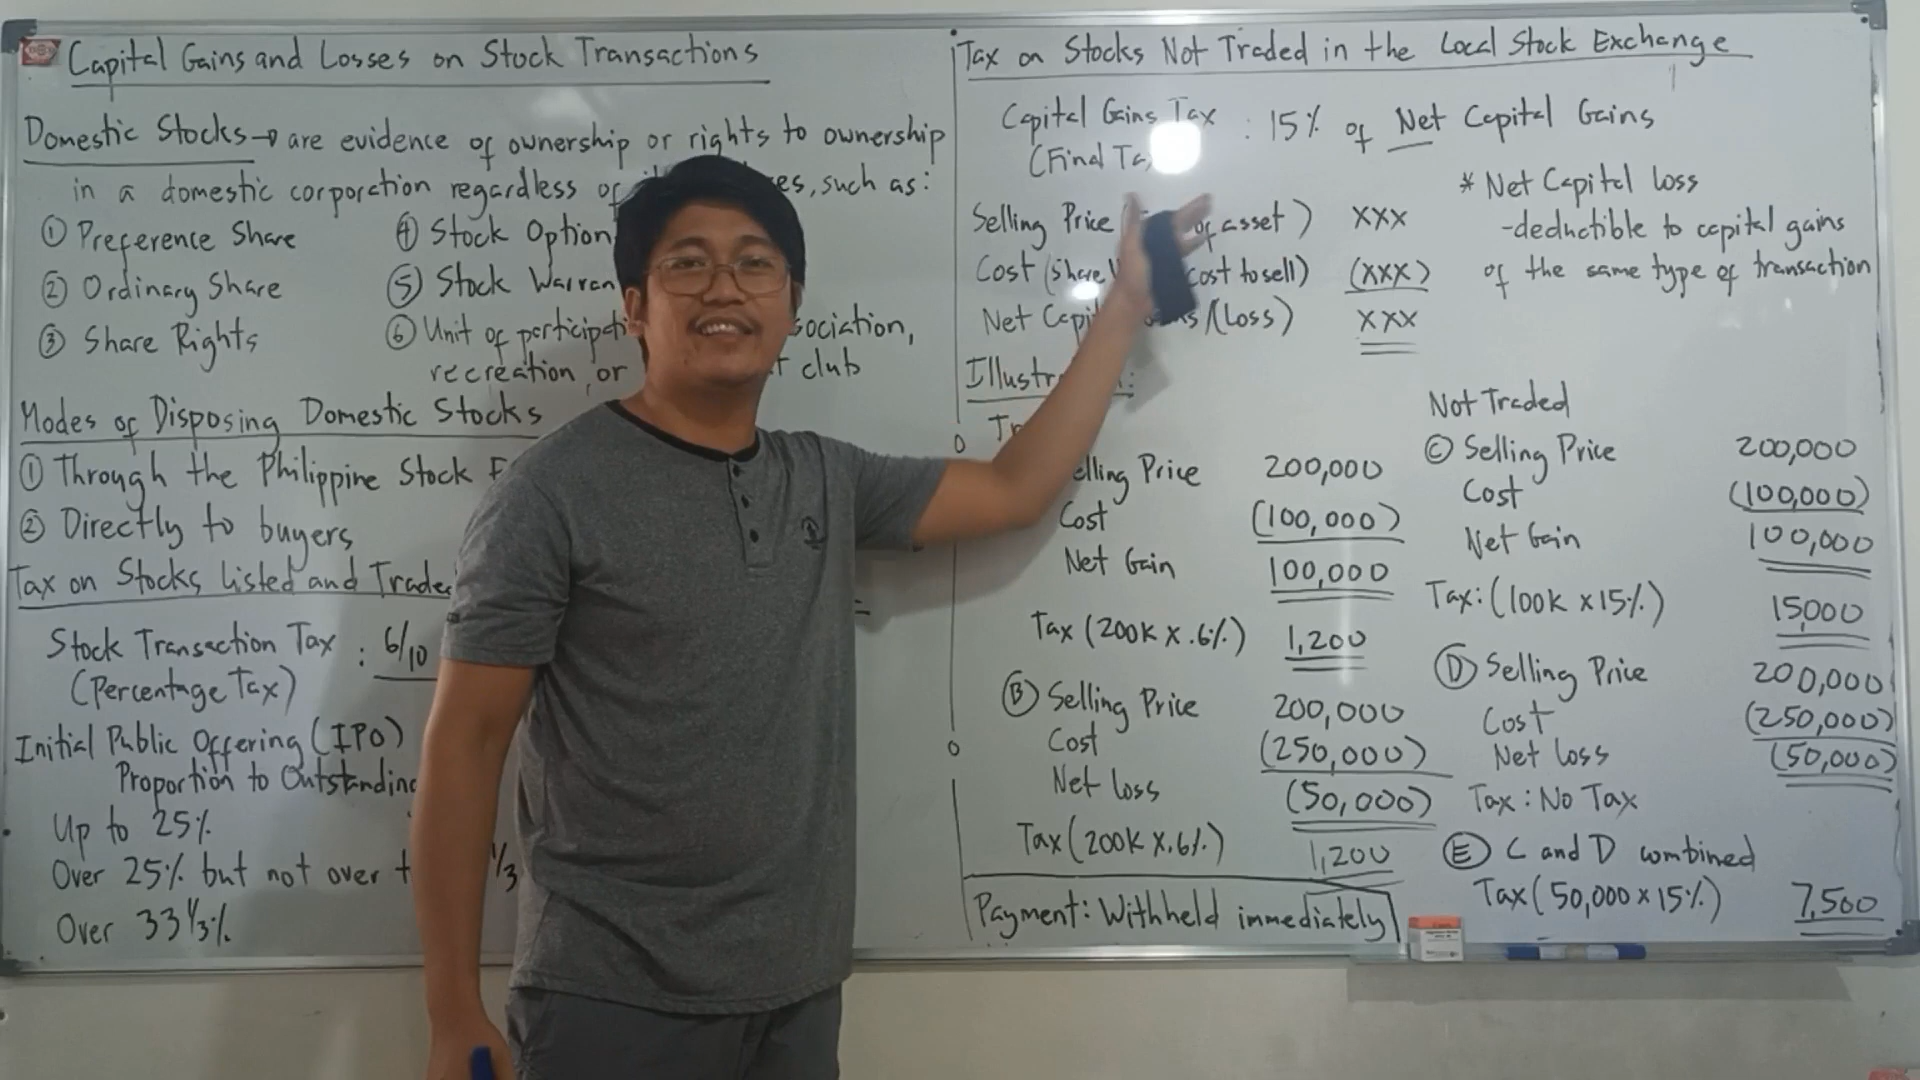 Capital Gains and Losses on Stock Transactions
Domestic Stocks → are evidence of ownership or rights to ownership
in a domestic corporation regardless of es, such as:
① Preference Share
② Ordinary Share
③ Share Rights
④ Stock Option
⑤ Stock Warran
⑥ Unit of participati sociation,
recreation, or club
Modes of Disposing Domestic Stocks
① Through the Philippine Stock E
② Directly to buyers
Tax on Stocks Listed and Trade
Stock Transaction Tax : 6/10
(Percentage Tax)
Initial Public Offering (IPO)
Proportion to Outstanding
Up to 25%
Over 25% but not over t 1/3
Over 33 1/3%
Tax on Stocks Not Traded in the Local Stock Exchange
Capital Gains Tax : 15% of Net Capital Gains
(Final Ta
Selling Price of asset) xxx
Cost (share cost to sell) (xxx)
Net Capi s/(Loss) xxx
* Net Capital loss
-deductible to capital gains
of the same type of transaction
Illustr :
Tr
elling Price 200,000
Cost (100,000)
Net Gain 100,000
Tax (200K x .6%) 1,200
Ⓑ Selling Price 200,000
Cost (250,000)
Net loss (50,000)
Tax (200K x .6%) 1,200
Payment: Withheld immediately
Not Traded
Ⓒ Selling Price 200,000
Cost (100,000)
Net Gain 100,000
Tax: (100K x 15%) 15,000
Ⓓ Selling Price 200,000
Cost (250,000)
Net loss (50,000)
Tax: No Tax
Ⓔ C and D combined
Tax (50,000 x 15%) 7,500